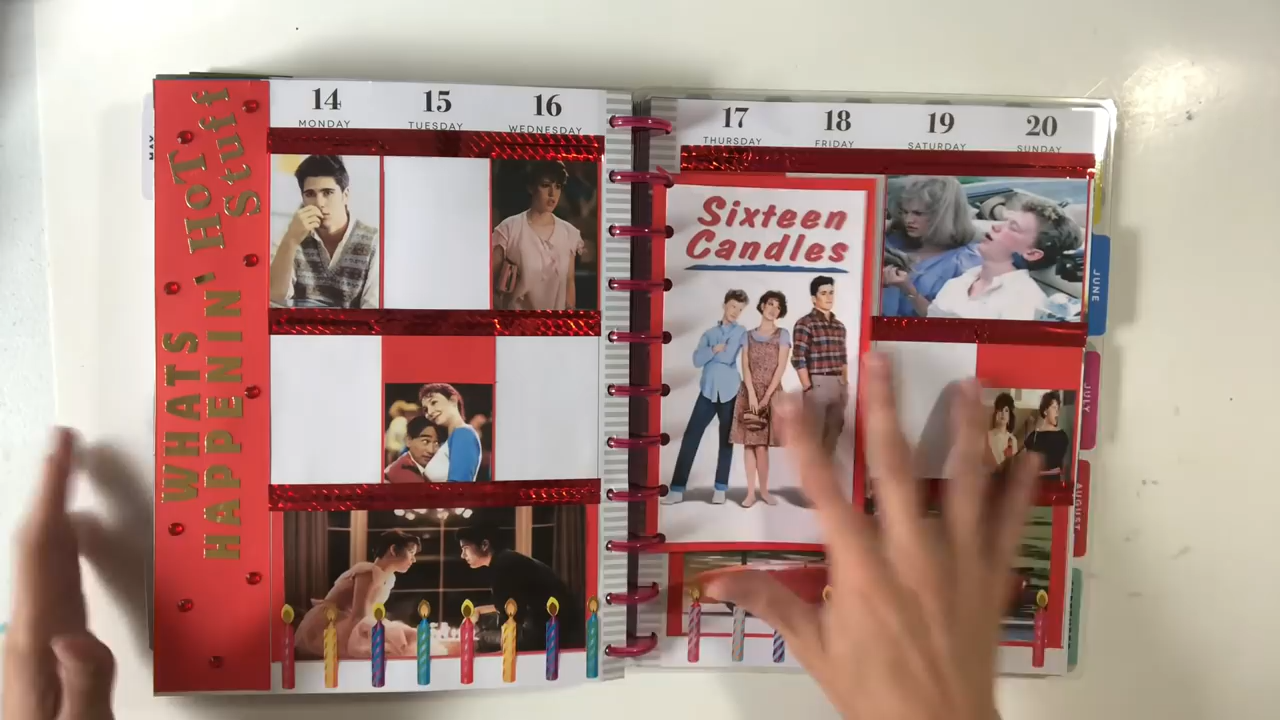 WHATS
HAPPENIN' HOT
Stuff
14
MONDAY
15
TUESDAY
16
WEDNESDAY
17
THURSDAY
18
FRIDAY
19
SATURDAY
20
SUNDAY
Sixteen
Candles
MAY
JUNE
JULY
AUGUST